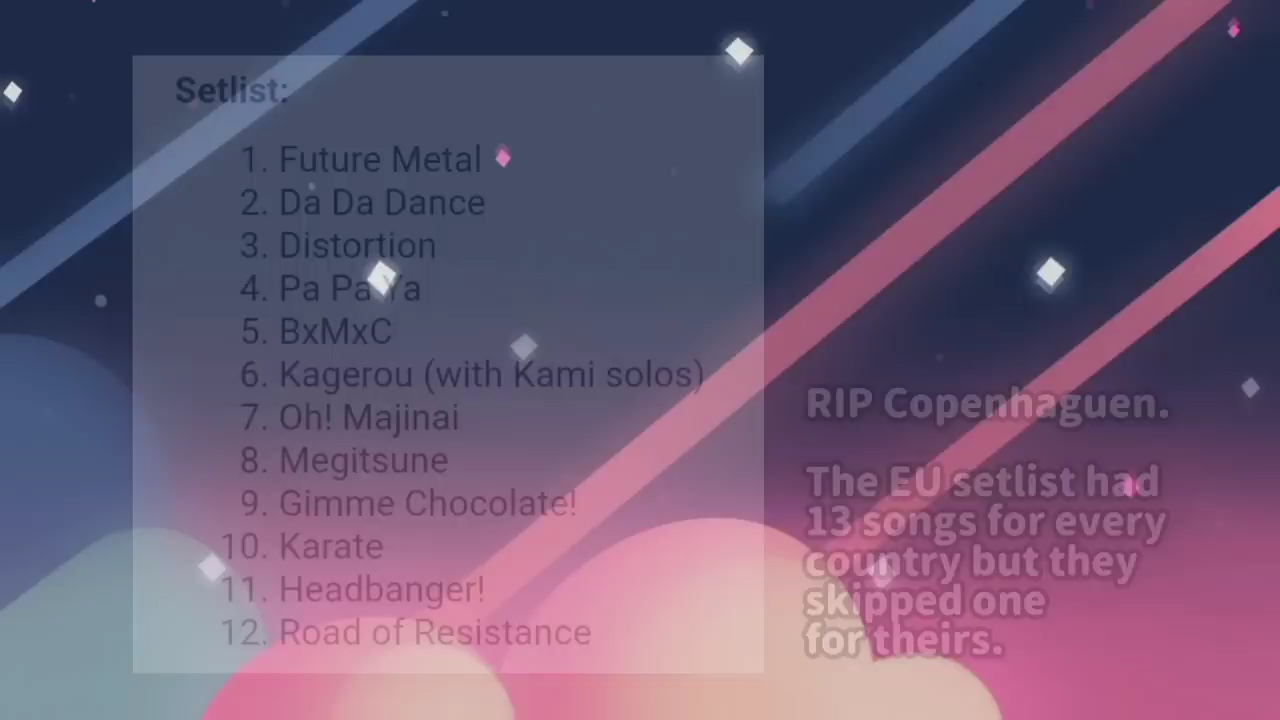 Setlist:
1. Future Metal
2. Da Da Dance
3. Distortion
4. Pa Pa Ya
5. BxMxC
6. Kagerou (with Kami solos)
7. Oh! Majinai
8. Megitsune
9. Gimme Chocolate!
10. Karate
11. Headbanger!
12. Road of Resistance
RIP Copenhaguen.
The EU setlist had
13 songs for every
country but they
skipped one
for theirs.